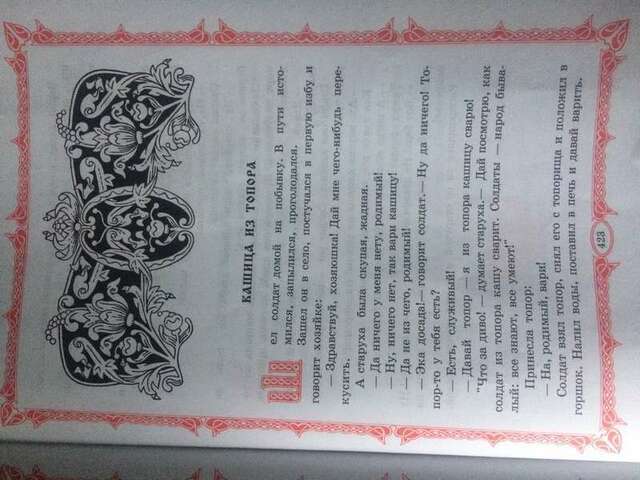 КАШИЦА ИЗ ТОПОРА
Шел солдат домой на побывку. В пути исто-
мился, запылился, проголодался.
Зашел он в село, постучался в первую избу и
говорит хозяйке:
— Здравствуй, хозяюшка! Дай мне чего-нибудь пере-
кусить.
А старуха была скупая, жадная.
— Да ничего у меня нету, родимый!
— Ну, ничего нет, так вари кашицу!
— Да не из чего, родимый!
— Эка досада!— говорит солдат.— Ну да ничего! То-
пор-то у тебя есть?
— Есть, служивый!
— Давай топор — я из топора кашицу сварю!
"Что за диво! — думает старуха.— Дай посмотрю, как
солдат из топора кашу сварит. Солдаты — народ быва-
лый: все знают, всё умеют!"
Принесла топор:
— На, родимый, вари!
Солдат взял топор, снял его с топорища и положил в
горшок. Налил воды, поставил в печь и давай варить.
423